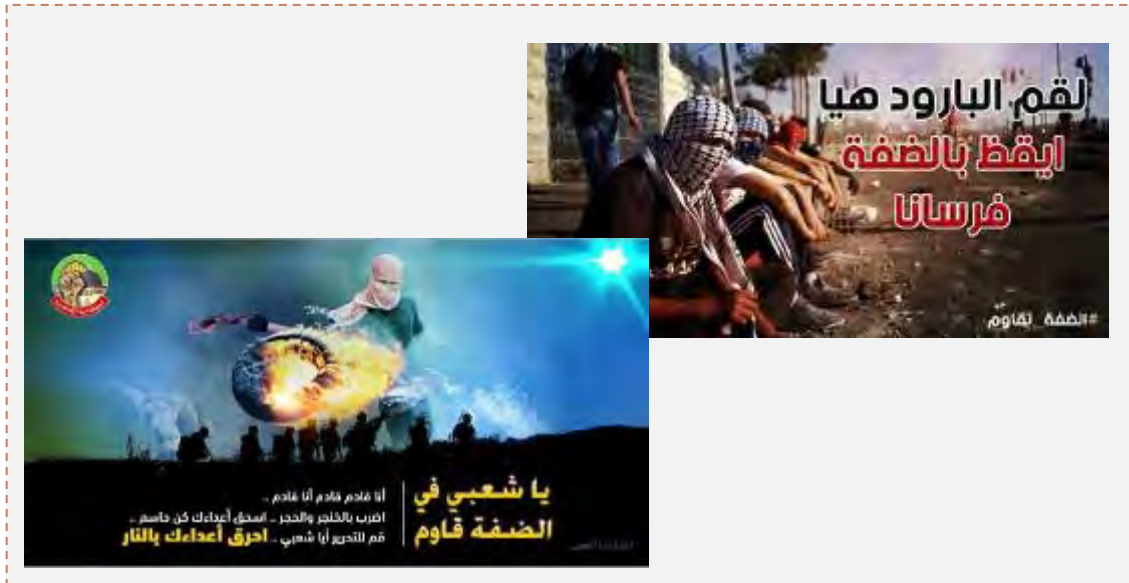 لقم البارود هيا
ايقظ بالضفة
فرسانا
#الضفة_تقاوم
يا شعبي في
الضفة قاوم
أنا قادم قادم أنا قادم ..
اضرب بالخنجر والحجر .. اسحق أعداءك كن حاسم ..
قم للتحرير أيا شعبي .. احرق أعداءك بالنار